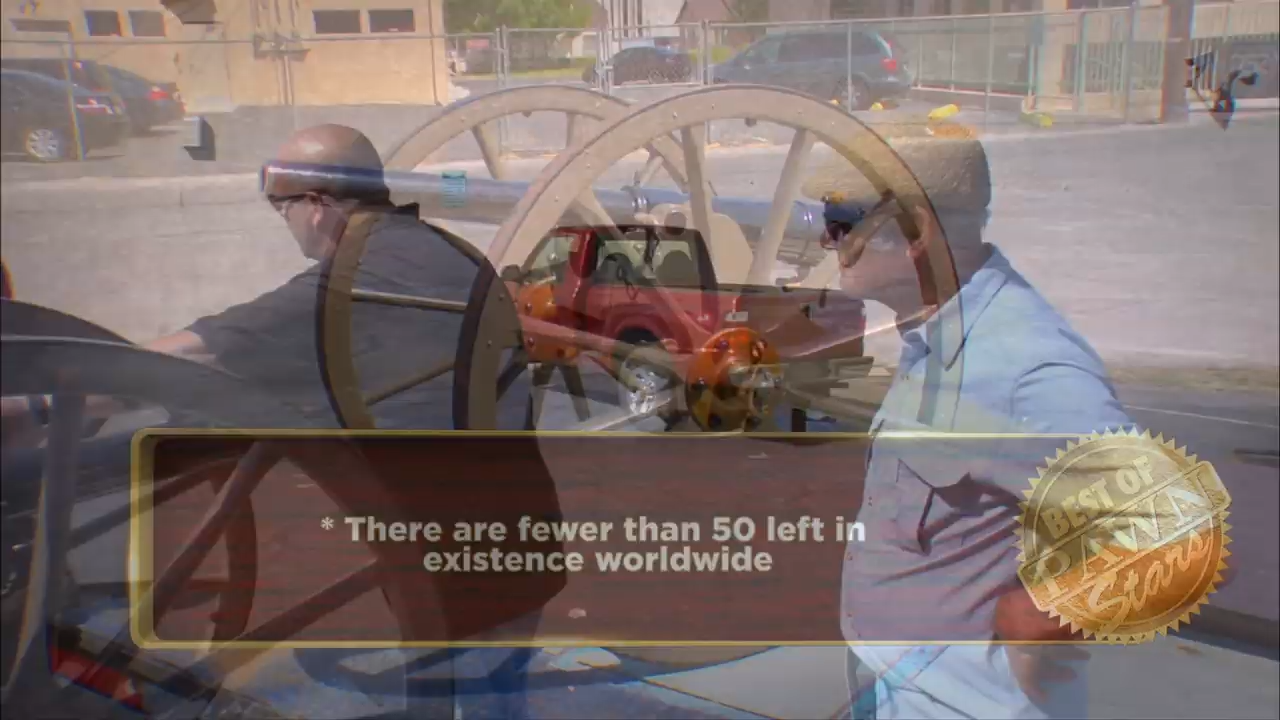 * There are fewer than 50 left in
existence worldwide
BEST OF
PAWN
Stars